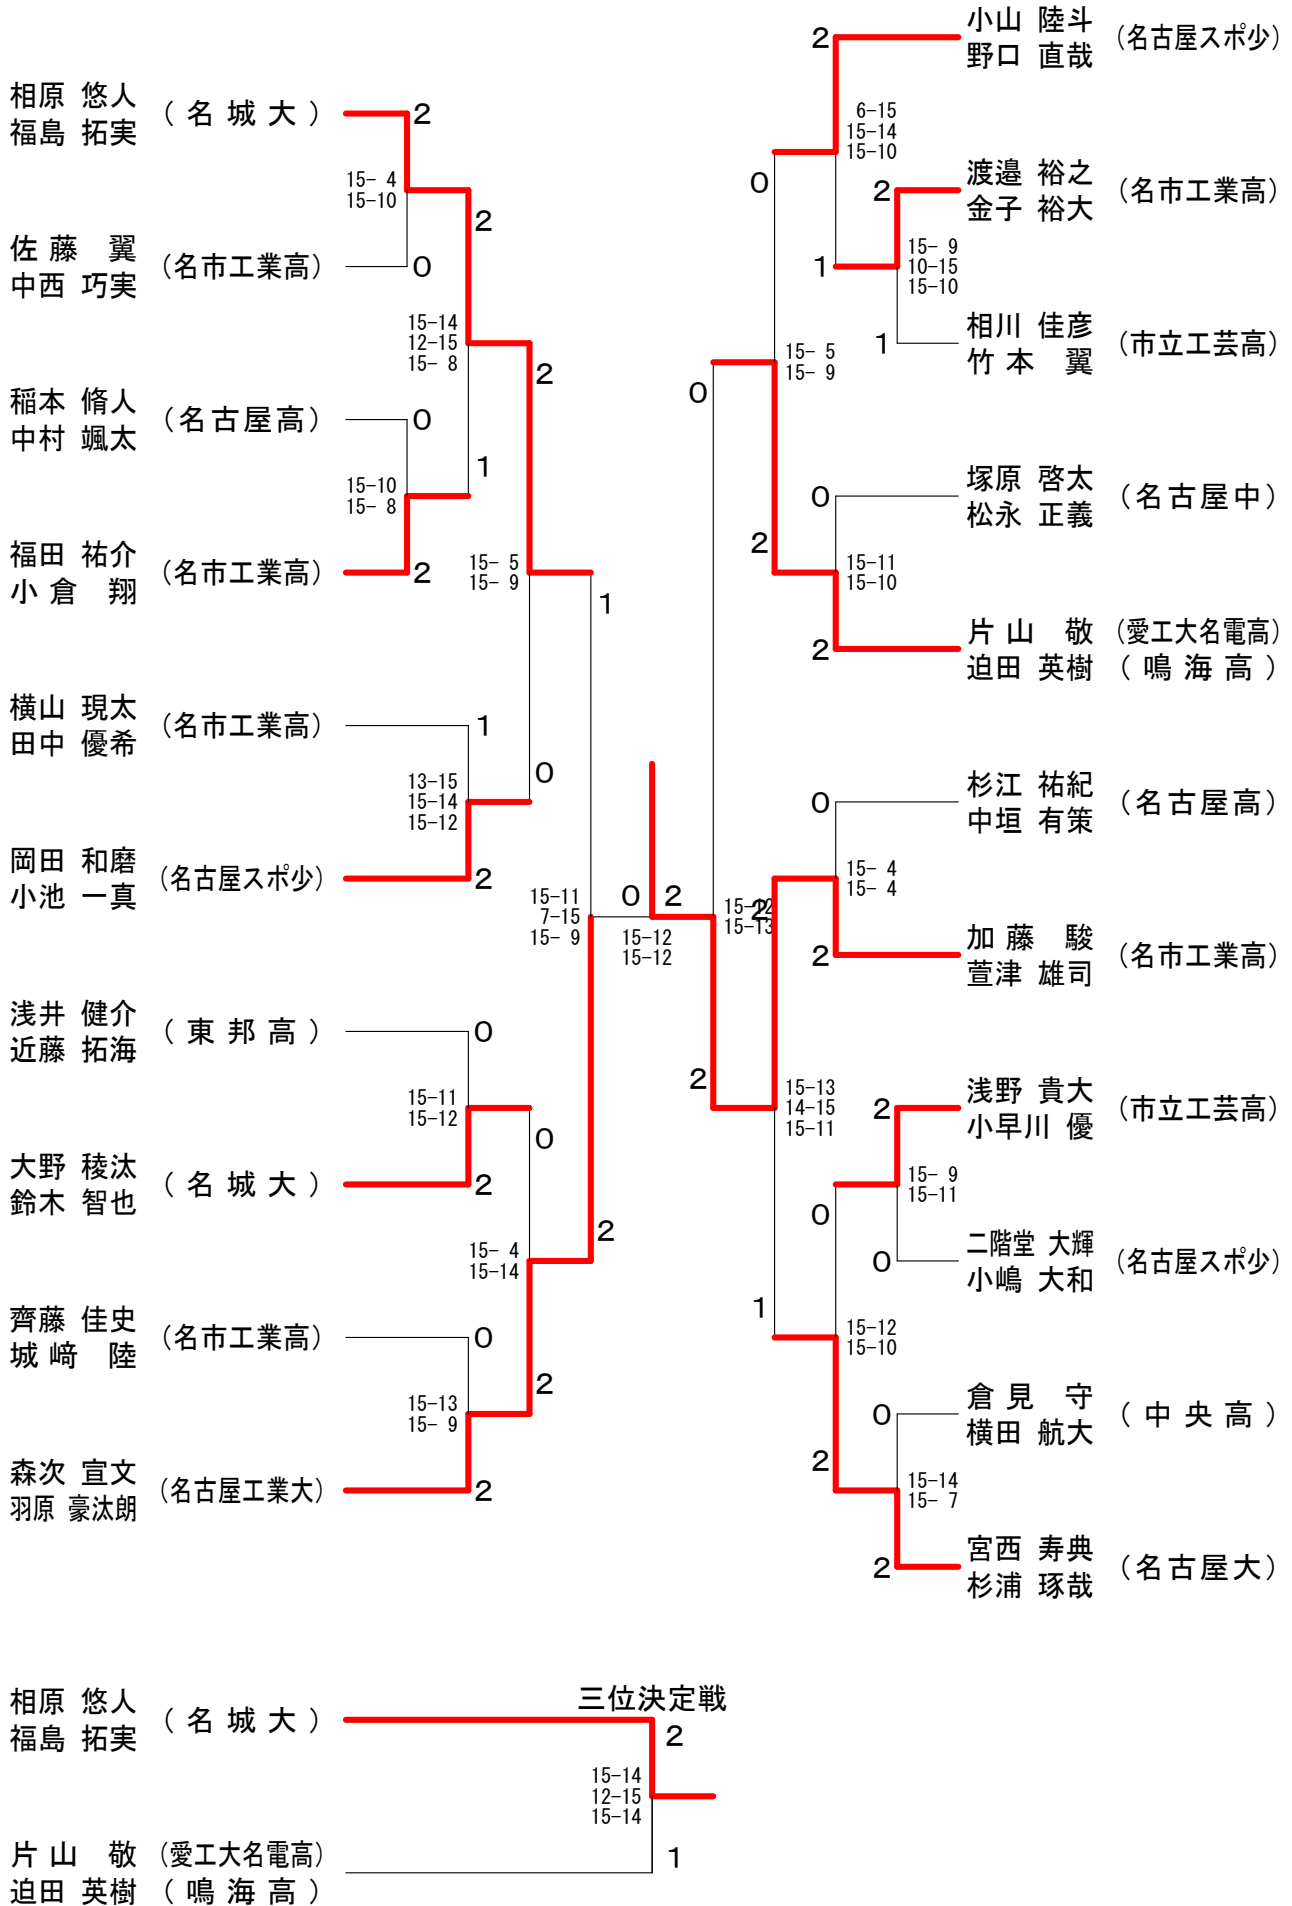 相原 悠人
福島 拓実
(名城大)
2
15- 4
15-10
2
佐藤 翼
中西 巧実
(名市工業高)
0
15-14
12-15
15- 8
2
稲本 脩人
中村 颯太
(名古屋高)
0
1
15-10
15- 8
福田 祐介
小倉 翔
(名市工業高)
2
15- 5
15- 9
1
横山 現太
田中 優希
(名市工業高)
1
0
13-15
15-14
15-12
岡田 和磨
小池 一真
(名古屋スポ少)
2
15-11
7-15
15- 9
0
2
15-12
15-12
浅井 健介
近藤 拓海
(東邦高)
0
15-11
15-12
0
大野 稜汰
鈴木 智也
(名城大)
2
2
15- 4
15-14
齊藤 佳史
城﨑 陸
(名市工業高)
0
2
15-13
15- 9
森次 宣文
羽原 豪汰朗
(名古屋工業大)
2
小山 陸斗
野口 直哉
(名古屋スポ少)
2
6-15
15-14
15-10
0
渡邉 裕之
金子 裕大
(名市工業高)
2
1
15- 9
10-15
15-10
相川 佳彦
竹本 翼
(市立工芸高)
1
15- 5
15- 9
0
塚原 啓太
松永 正義
(名古屋中)
0
2
15-11
15-10
片山 敬
迫田 英樹
(愛工大名電高)
(鳴海高)
2
杉江 祐紀
中垣 有策
(名古屋高)
0
15- 4
15- 4
15-12
15-13
2
加藤 駿
萱津 雄司
(名市工業高)
2
2
15-13
14-15
15-11
浅野 貴大
小早川 優
(市立工芸高)
2
15- 9
15-11
0
二階堂 大輝
小嶋 大和
(名古屋スポ少)
0
1
15-12
15-10
倉見 守
横田 航大
(中央高)
0
2
15-14
15- 7
宮西 寿典
杉浦 琢哉
(名古屋大)
2
三位決定戦
相原 悠人
福島 拓実
(名城大)
2
15-14
12-15
15-14
片山 敬
迫田 英樹
(愛工大名電高)
(鳴海高)
1